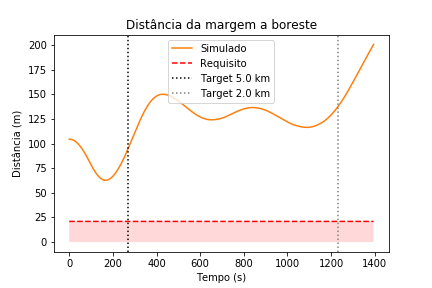 Distância da margem a boreste
Simulado
Requisito
Target 5.0 km
Target 2.0 km
Distância (m)
200
175
150
125
100
75
50
25
0
0 200 400 600 800 1000 1200 1400
Tempo (s)